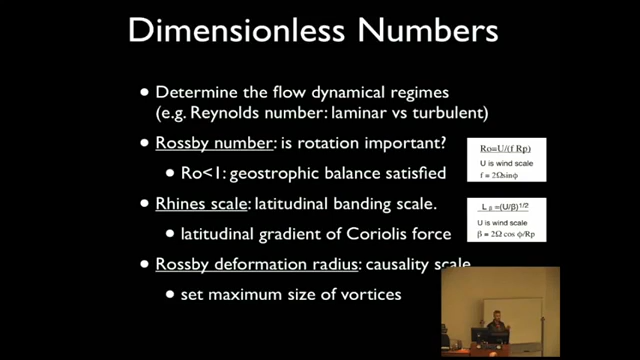 Dimensionless Numbers
• Determine the flow dynamical regimes
(e.g. Reynolds number: laminar vs turbulent)
• Rossby number: is rotation important?
• Ro<1: geostrophic balance satisfied
• Rhines scale: latitudinal banding scale.
• latitudinal gradient of Coriolis force
• Rossby deformation radius: causality scale
• set maximum size of vortices
Ro=U/(f Rp)
U is wind scale
f = 2Ωsinϕ
L β =(U/β)1/2
U is wind scale
β = 2Ω cos ϕ/Rp